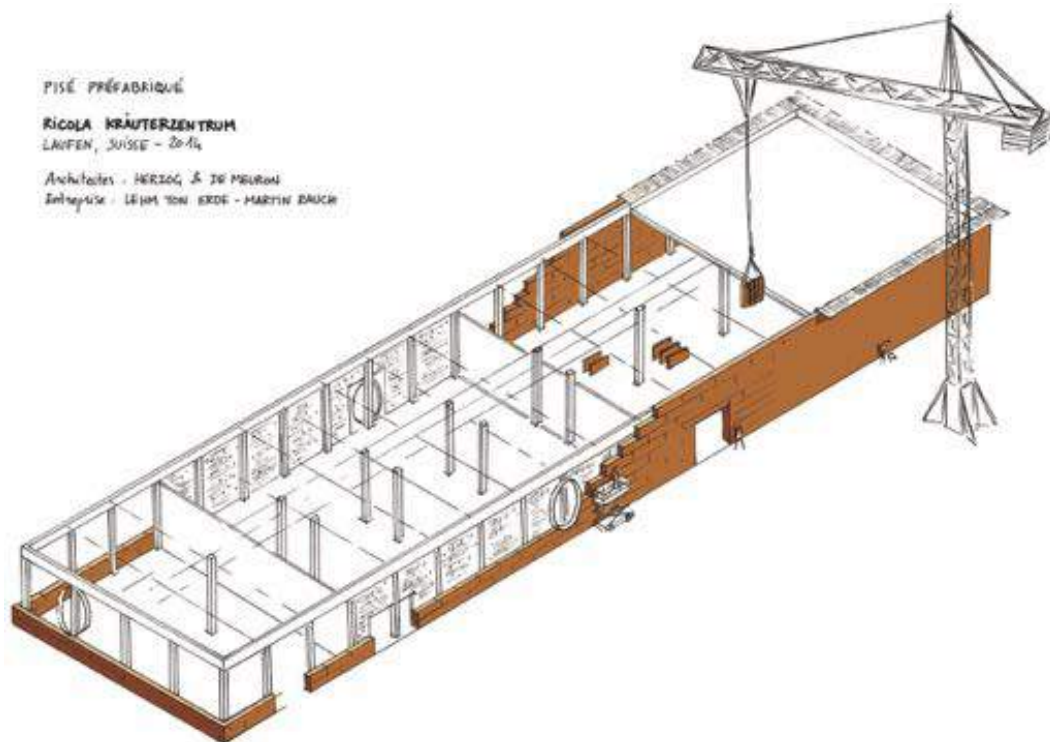 PISÉ PRÉFABRIQUÉ
RICOLA KRÄUTERZENTRUM
LAUFEN, SUISSE - 2014
Architectes : HERZOG & DE MEURON
Entreprise : LEHM TON ERDE - MARTIN RAUCH